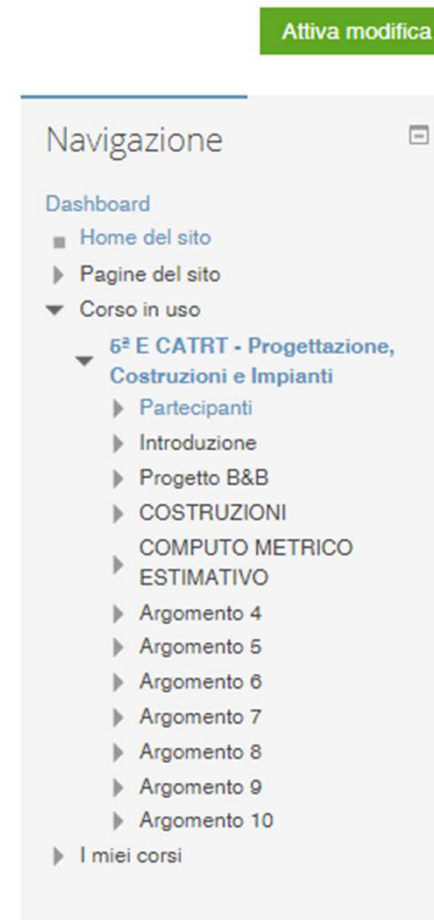 Attiva modifica
Navigazione
Dashboard
Home del sito
Pagine del sito
Corso in uso
5ª E CATRT - Progettazione,
Costruzioni e Impianti
Partecipanti
Introduzione
Progetto B&B
COSTRUZIONI
COMPUTO METRICO
ESTIMATIVO
Argomento 4
Argomento 5
Argomento 6
Argomento 7
Argomento 8
Argomento 9
Argomento 10
I miei corsi